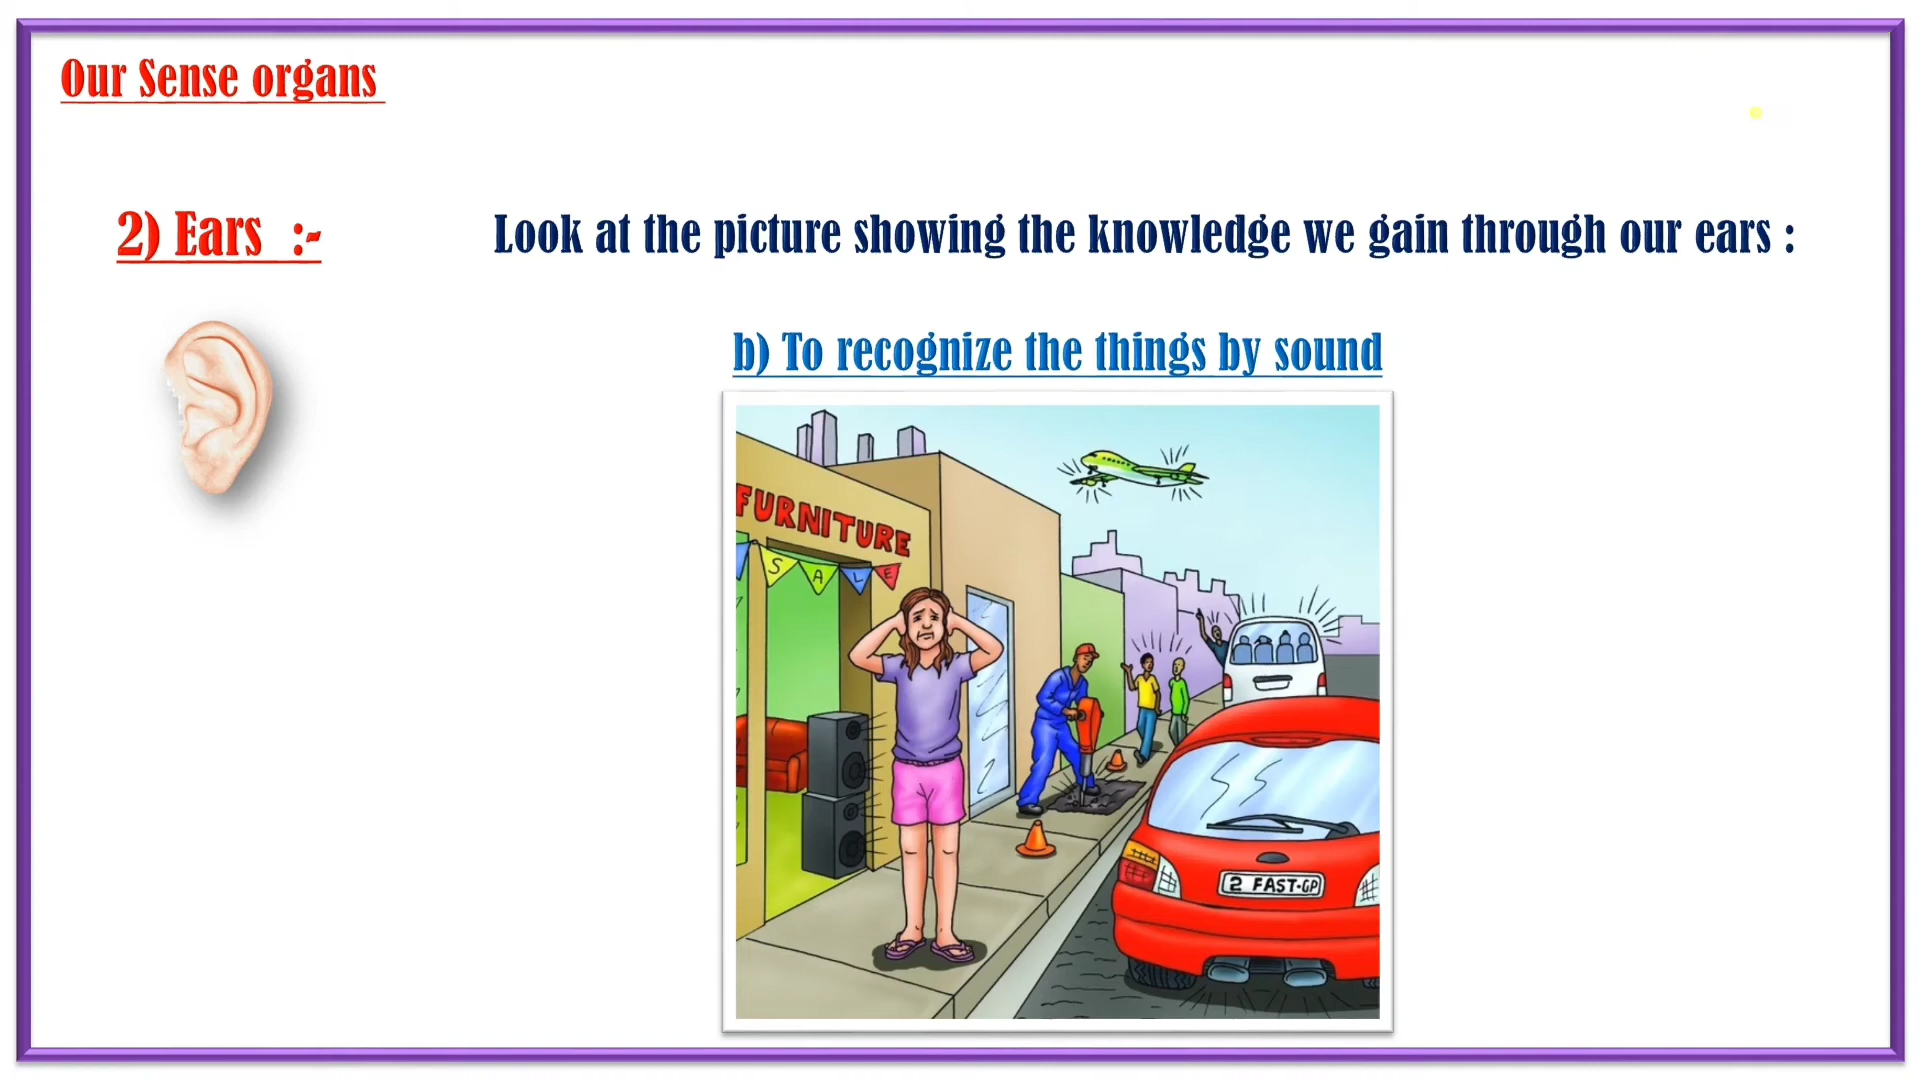 Our Sense organs
2) Ears :-
Look at the picture showing the knowledge we gain through our ears :
b) To recognize the things by sound
FURNITURE
SALE
2 FAST-GP